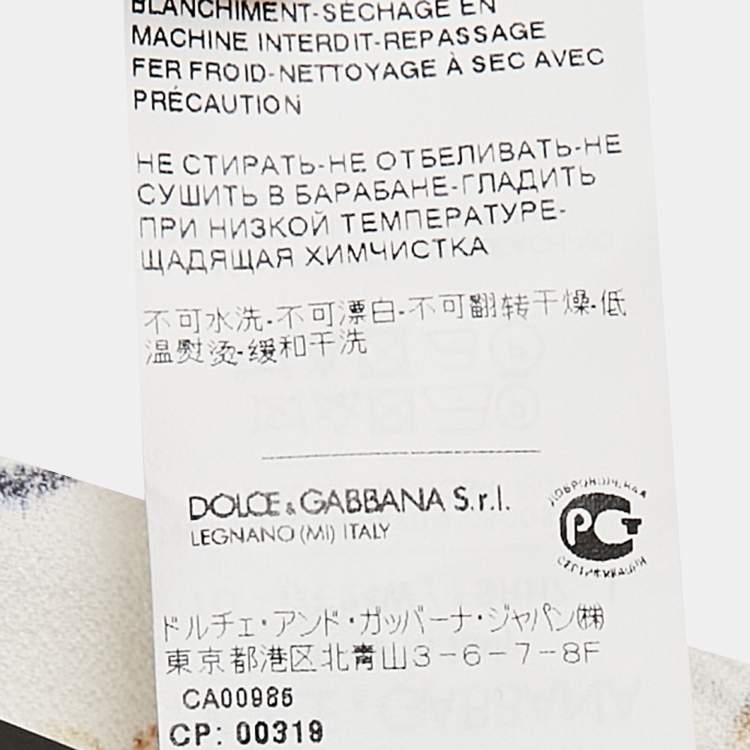 BLANCHIMENT-SÉCHAGE EN
MACHINE INTERDIT-REPASSAGE
FER FROID-NETTOYAGE À SEC AVEC
PRÉCAUTION
НЕ СТИРАТЬ-НЕ ОТБЕЛИВАТЬ-НЕ
СУШИТЬ В БАРАБАНЕ-ГЛАДИТЬ
ПРИ НИЗКОЙ ТЕМПЕРАТУРЕ-
ЩАДЯЩАЯ ХИМЧИСТКА
不可水洗-不可漂白-不可翻转干燥-低
温熨烫-缓和干洗
DOLCE & GABBANA S.r.l.
LEGNANO (MI) ITALY
ДОБРОВОЛЬНАЯ
РСТ
СЕРТИФИКАЦИЯ
ドルチェ・アンド・ガッバーナ・ジャパン㈱
東京都港区北青山3-6-7-8F
CA00985
CP: 00319